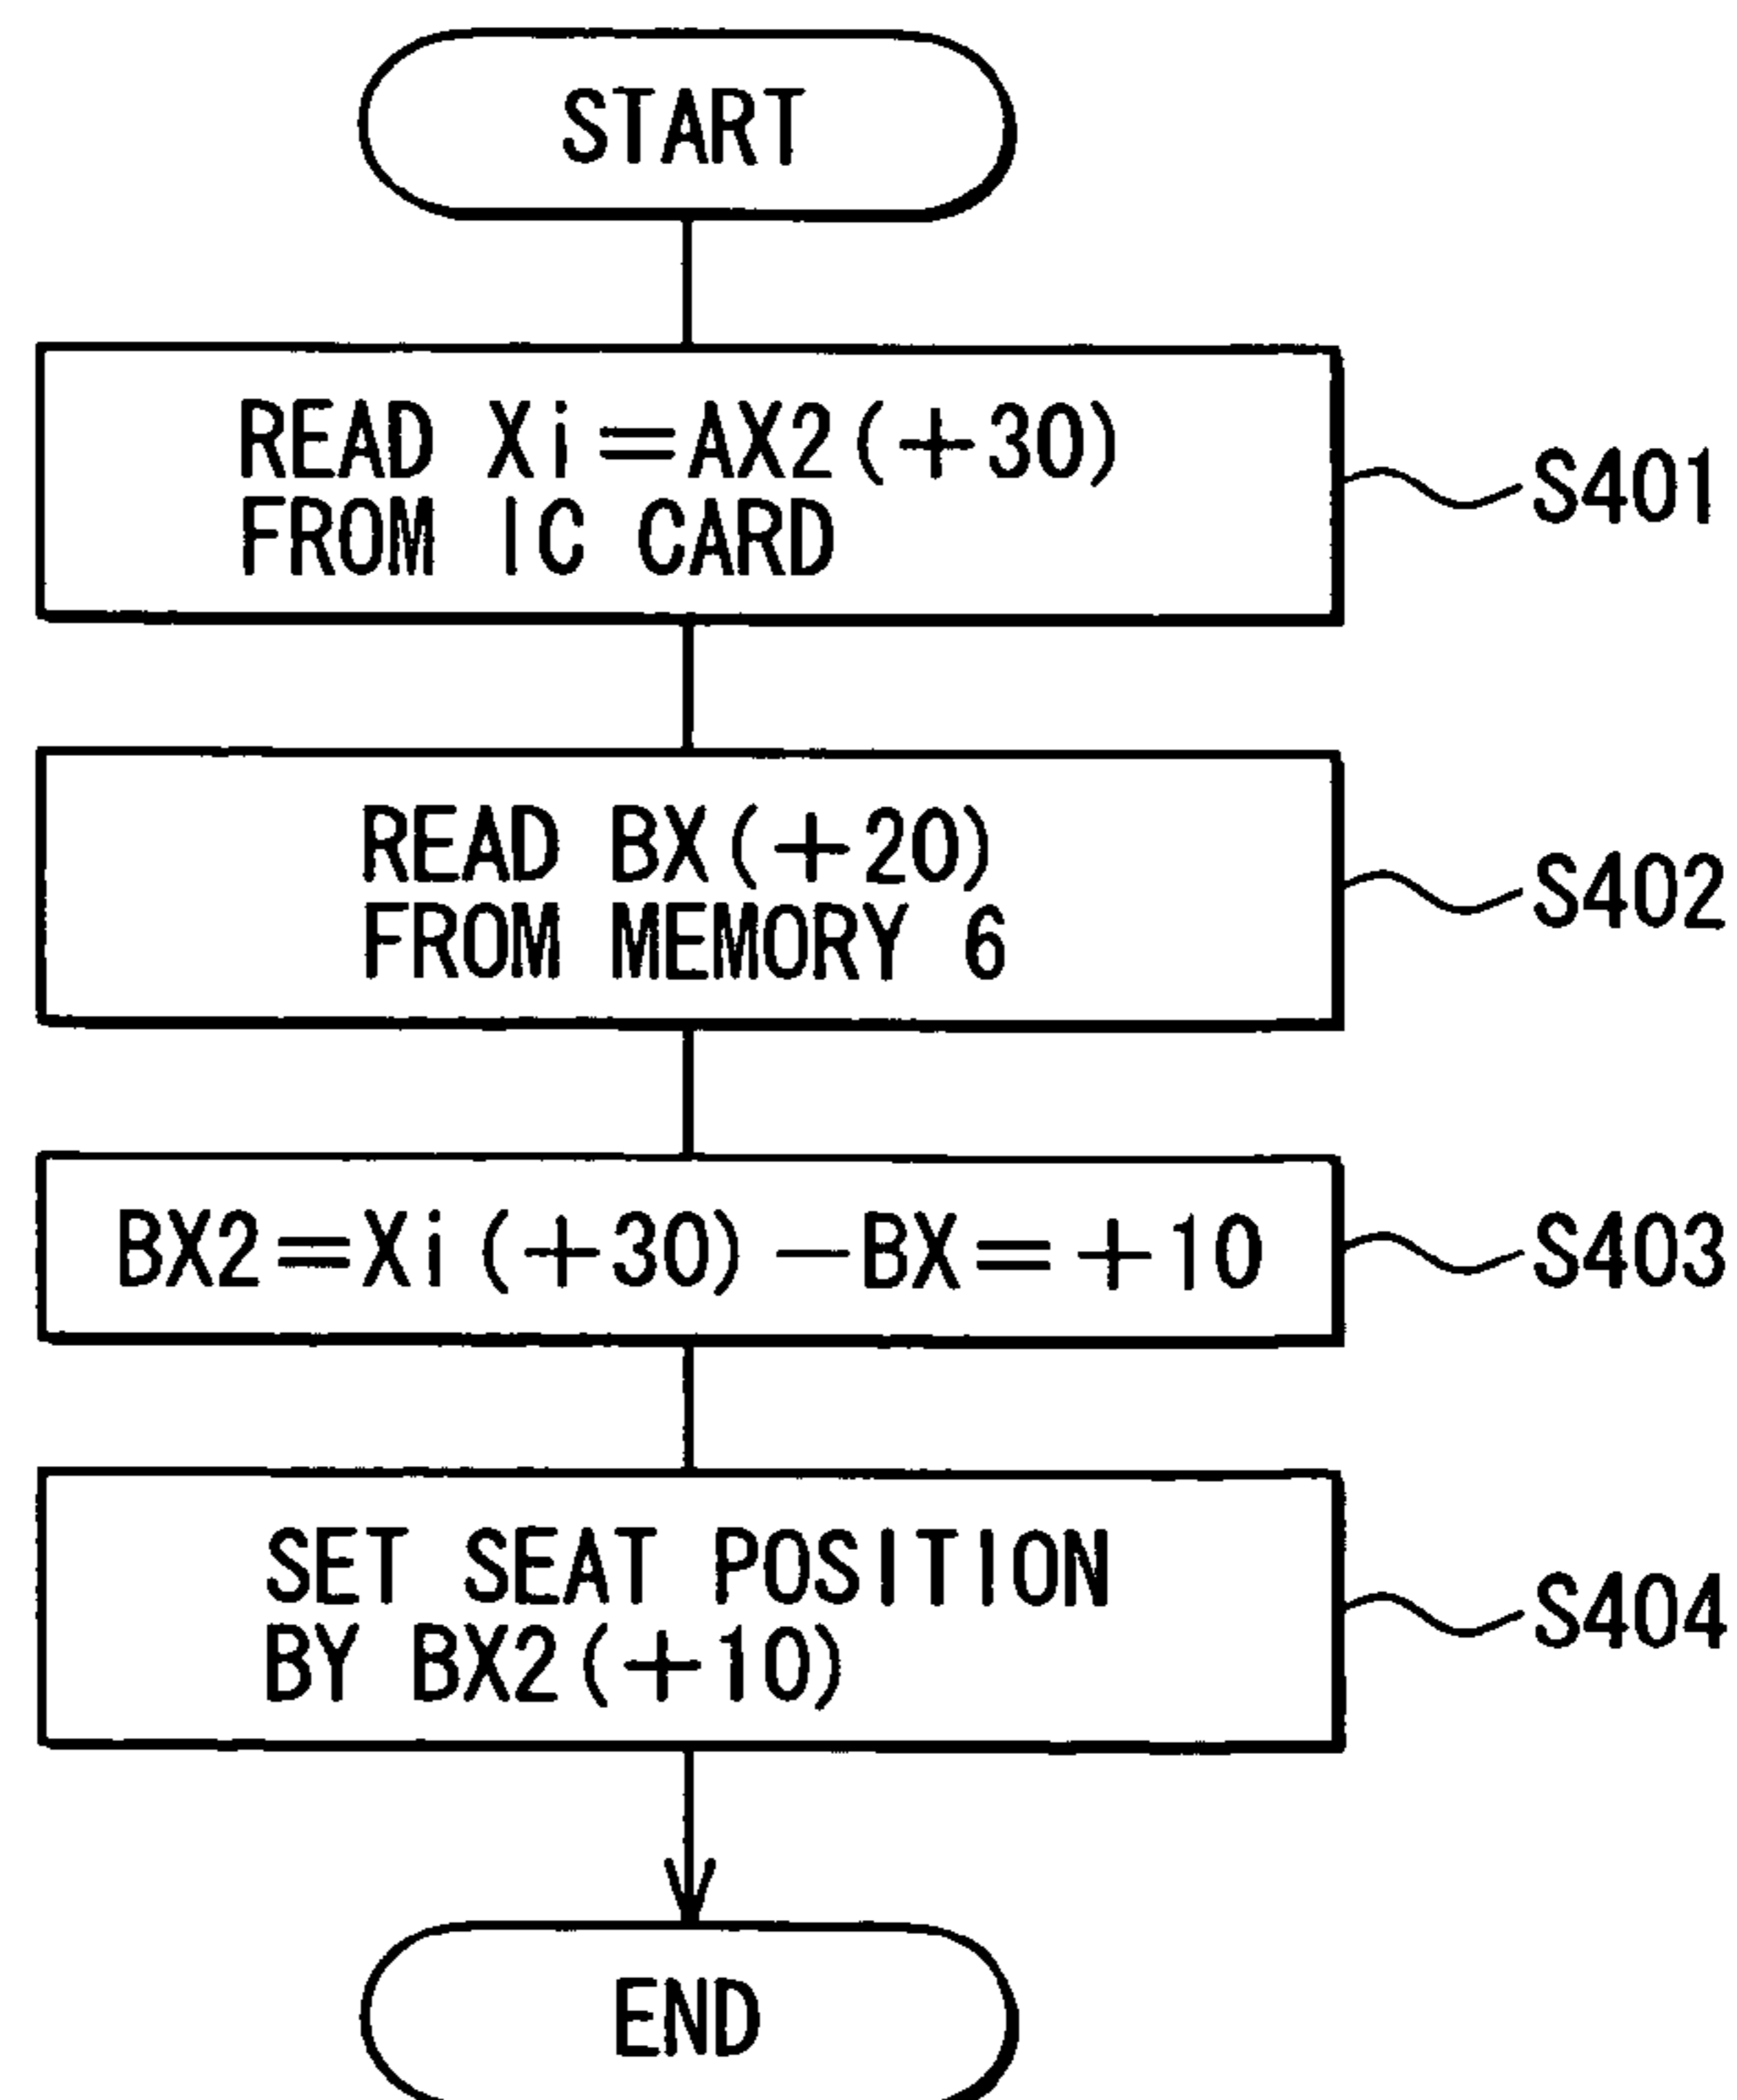 START
READ Xi=AX2(+30)
FROM IC CARD
S401
READ BX(+20)
FROM MEMORY 6
S402
BX2=Xi(+30)-BX=+10
S403
SET SEAT POSITION
BY BX2(+10)
S404
END